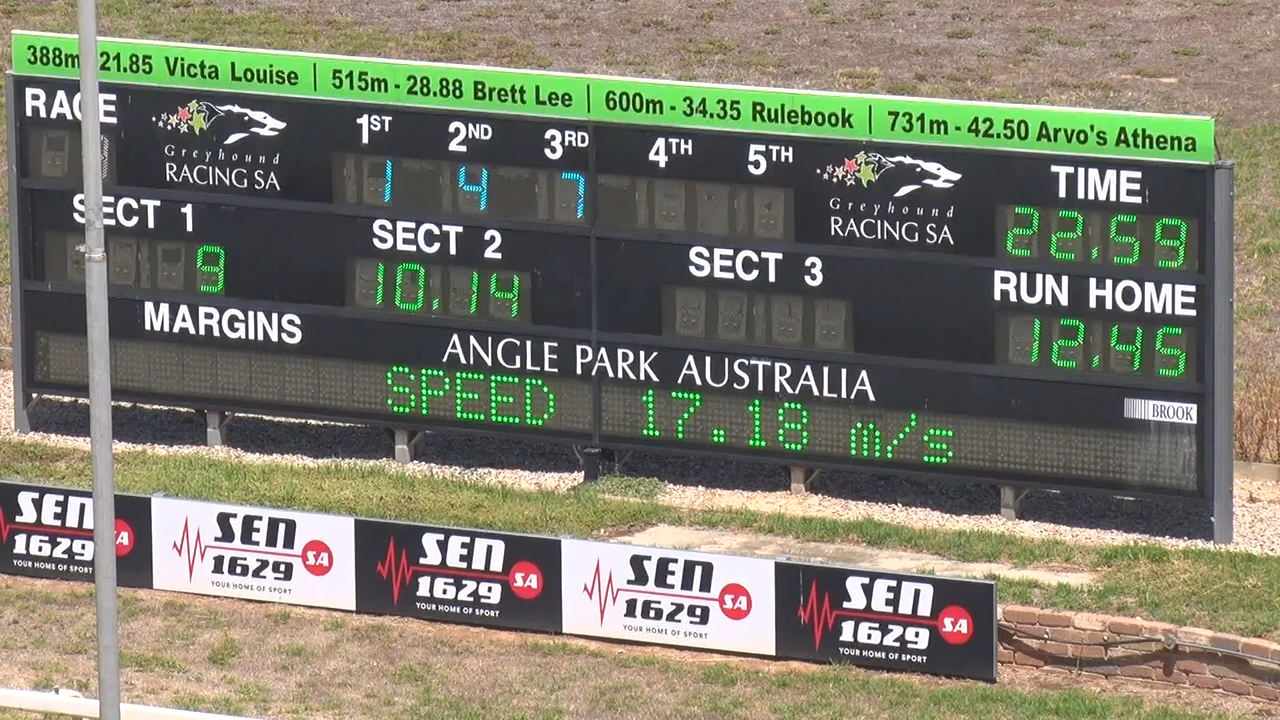 388m 21.85 Victa Louise | 515m - 28.88 Brett Lee | 600m - 34.35 Rulebook | 731m - 42.50 Arvo's Athena
RACE
Greyhound
RACING SA
1ST 2ND 3RD 4TH 5TH
1 4 7
Greyhound
RACING SA
TIME
22.59
SECT 1
9
SECT 2
10.14
SECT 3
RUN HOME
12.45
MARGINS
ANGLE PARK AUSTRALIA
SPEED 17.18 m/s
BROOK
SEN
1629 SA
YOUR HOME OF SPORT
SEN
1629 SA
YOUR HOME OF SPORT
SEN
1629 SA
YOUR HOME OF SPORT
SEN
1629 SA
YOUR HOME OF SPORT
SEN
1629 SA
YOUR HOME OF SPORT